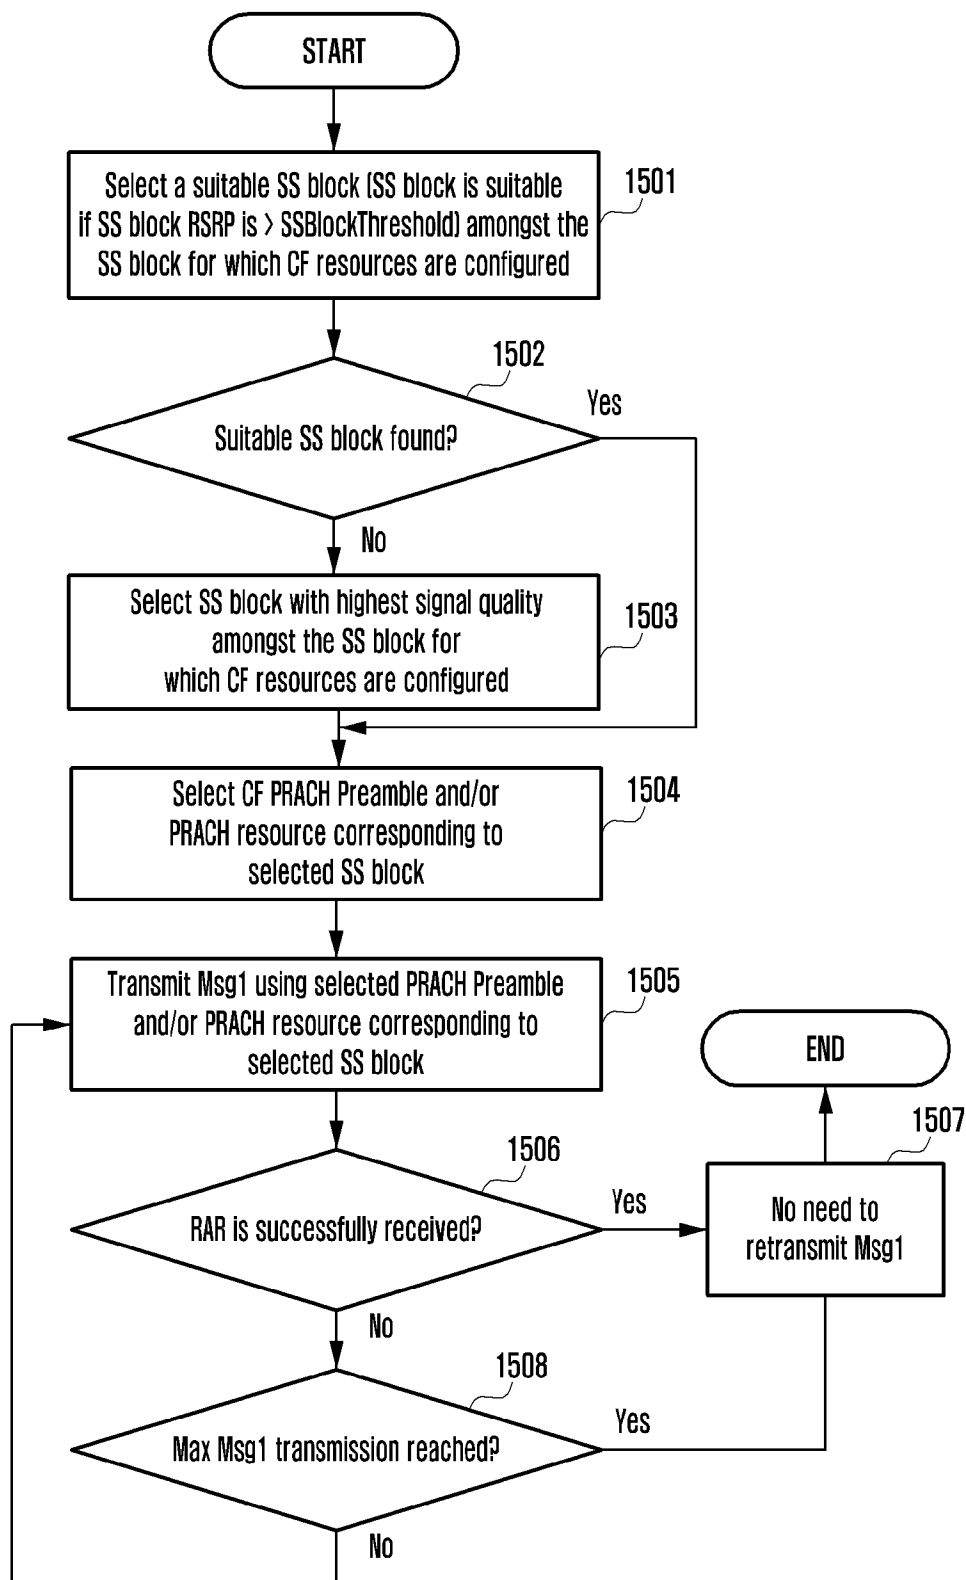 START
Select a suitable SS block (SS block is suitable
if SS block RSRP is > SSBlockThreshold) amongst the
SS block for which CF resources are configured
1501
1502
Suitable SS block found?
Yes
No
Select SS block with highest signal quality
amongst the SS block for
which CF resources are configured
1503
Select CF PRACH Preamble and/or
PRACH resource corresponding to
selected SS block
1504
Transmit Msg1 using selected PRACH Preamble
and/or PRACH resource corresponding to
selected SS block
1505
END
1506
RAR is successfully received?
Yes
1507
No need to
retransmit Msg1
No
1508
Max Msg1 transmission reached?
Yes
No